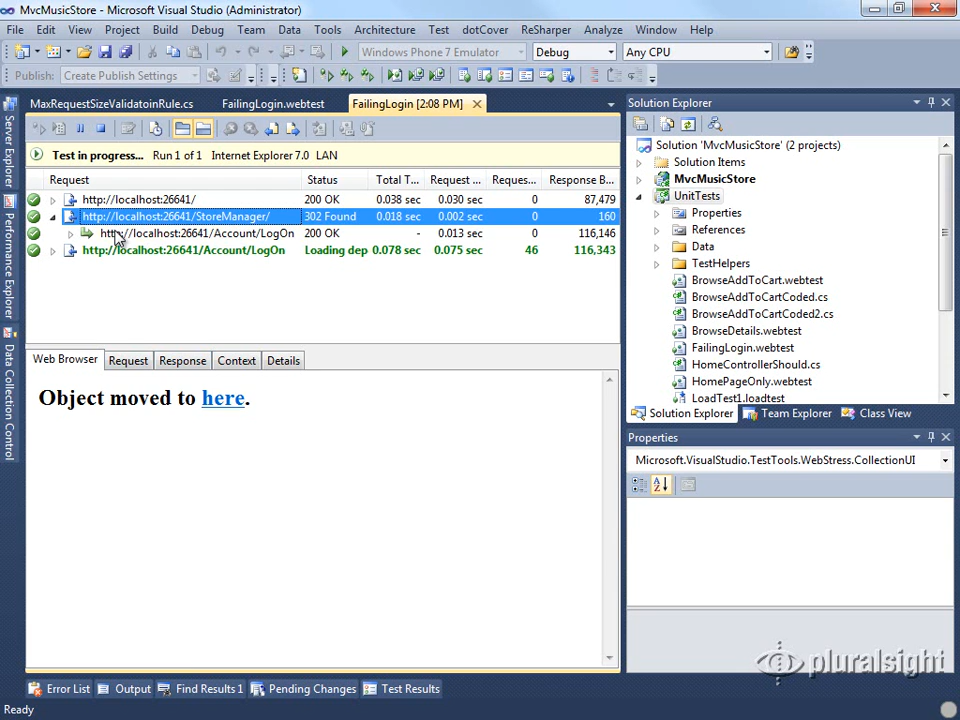 MvcMusicStore - Microsoft Visual Studio (Administrator)
File Edit View Project Build Debug Team Data Tools Architecture Test dotCover ReSharper Analyze Window Help
Windows Phone 7 Emulator Debug Any CPU
Publish: Create Publish Settings
MaxRequestSizeValidatoinRule.cs FailingLogin.webtest FailingLogin [2:08 PM]
Test in progress... Run 1 of 1 Internet Explorer 7.0 LAN
Request Status Total T... Request ... Reques... Response B...
http://localhost:26641/ 200 OK 0.038 sec 0.030 sec 0 87,479
http://localhost:26641/StoreManager/ 302 Found 0.018 sec 0.002 sec 0 160
http://localhost:26641/Account/LogOn 200 OK - 0.013 sec 0 116,146
http://localhost:26641/Account/LogOn Loading dep 0.078 sec 0.075 sec 46 116,343
Web Browser Request Response Context Details
Object moved to here.
Server Explorer
Performance Explorer
Data Collection Control
Solution Explorer
Solution 'MvcMusicStore' (2 projects)
Solution Items
MvcMusicStore
UnitTests
Properties
References
Data
TestHelpers
BrowseAddToCart.webtest
BrowseAddToCartCoded.cs
BrowseAddToCartCoded2.cs
BrowseDetails.webtest
FailingLogin.webtest
HomeControllerShould.cs
HomePageOnly.webtest
LoadTest1.loadtest
Solution Explorer Team Explorer Class View
Properties
Microsoft.VisualStudio.TestTools.WebStress.CollectionUI
pluralsight
Error List Output Find Results 1 Pending Changes Test Results
Ready